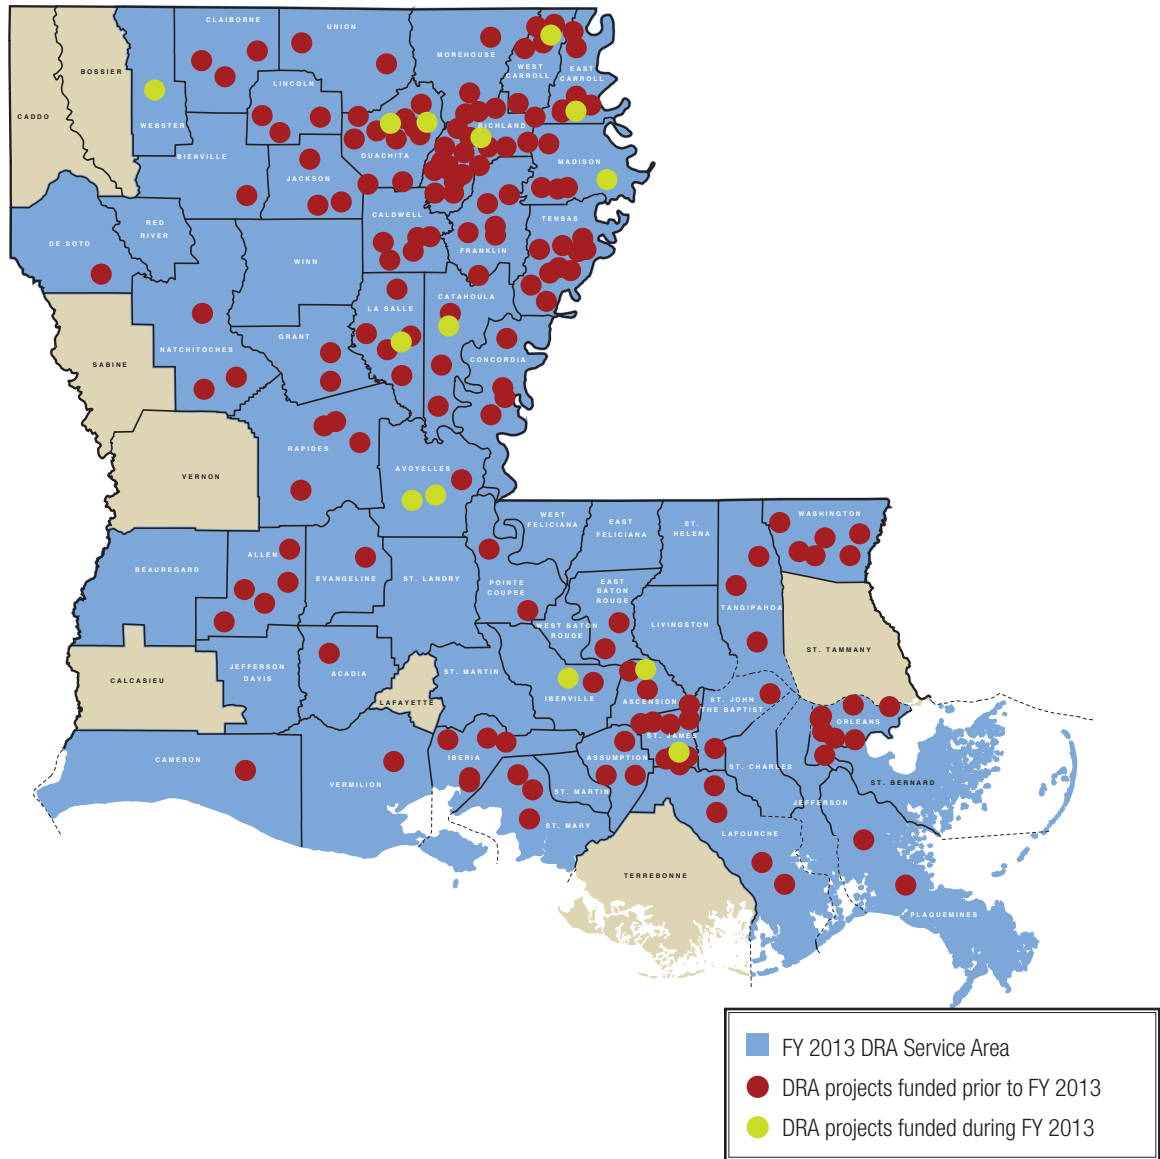 CLAIBORNE
UNION
MOREHOUSE
WEST
CARROLL
EAST
CARROLL
BOSSIER
CADDO
WEBSTER
LINCOLN
BIENVILLE
JACKSON
OUACHITA
RICHLAND
MADISON
RED
RIVER
DE SOTO
WINN
CALDWELL
FRANKLIN
TENSAS
NATCHITOCHES
GRANT
LA SALLE
CATAHOULA
CONCORDIA
SABINE
VERNON
RAPIDES
AVOYELLES
WEST
FELICIANA
EAST
FELICIANA
ST.
HELENA
WASHINGTON
BEAUREGARD
ALLEN
EVANGELINE
ST. LANDRY
POINTE
COUPEE
EAST
BATON
ROUGE
WEST BATON
ROUGE
LIVINGSTON
TANGIPAHOA
ST. TAMMANY
CALCASIEU
JEFFERSON
DAVIS
ACADIA
LAFAYETTE
ST. MARTIN
IBERVILLE
ASCENSION
ST. JOHN
THE BAPTIST
ORLEANS
CAMERON
VERMILION
IBERIA
ASSUMPTION
ST. JAMES
ST. CHARLES
ST. BERNARD
ST. MARTIN
ST. MARY
JEFFERSON
LAFOURCHE
TERREBONNE
PLAQUEMINES
FY 2013 DRA Service Area
DRA projects funded prior to FY 2013
DRA projects funded during FY 2013